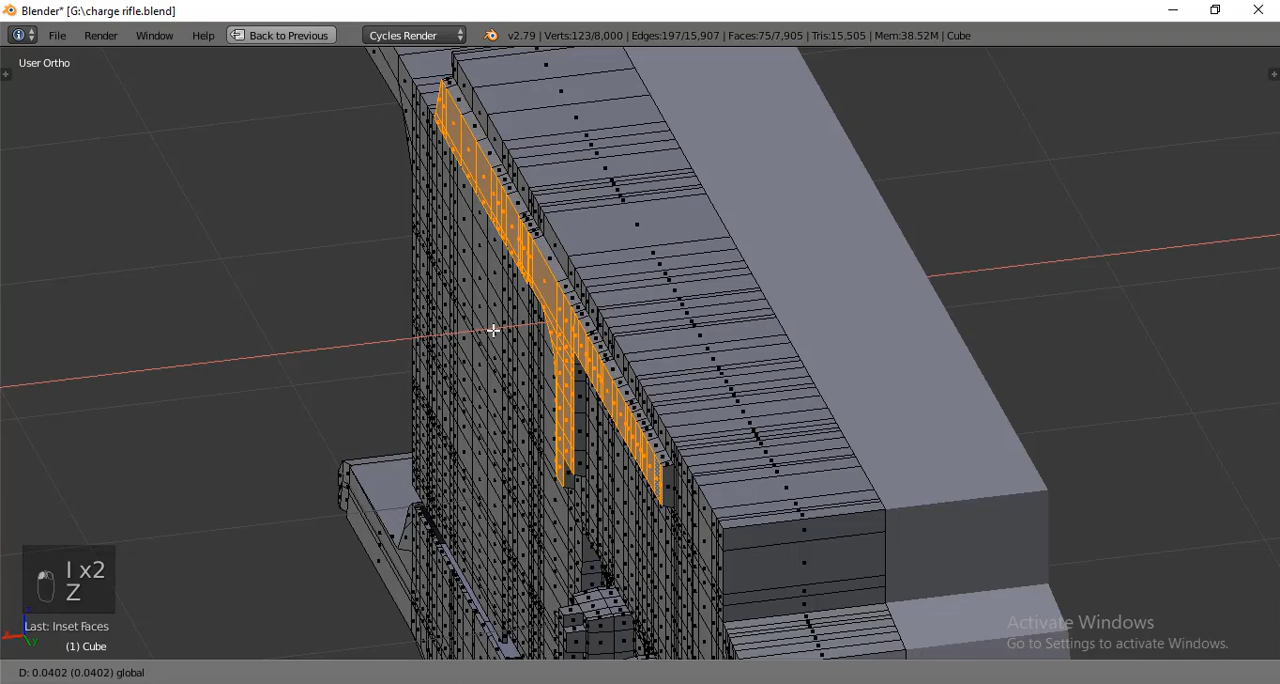 Blender* [G:\charge rifle.blend]
File Render Window Help Back to Previous Cycles Render v2.79 | Verts:123/8,000 | Edges:197/15,907 | Faces:75/7,905 | Tris:15,505 | Mem:38.52M | Cube
User Ortho
I x2
Z
Last: Inset Faces
(1) Cube
Activate Windows
Go to Settings to activate Windows.
D: 0.0402 (0.0402) global